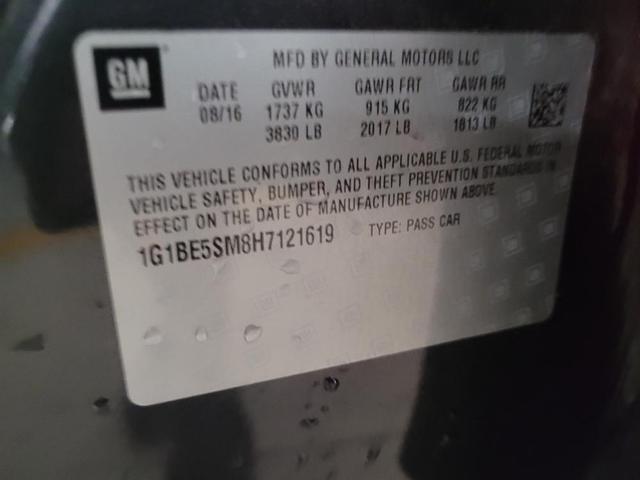 GM
MFD BY GENERAL MOTORS LLC
DATE GVWR GAWR FRT GAWR RR
08/16 1737 KG 915 KG 822 KG
3830 LB 2017 LB 1813 LB
THIS VEHICLE CONFORMS TO ALL APPLICABLE U.S. FEDERAL MOTOR
VEHICLE SAFETY, BUMPER, AND THEFT PREVENTION STANDARDS IN
EFFECT ON THE DATE OF MANUFACTURE SHOWN ABOVE.
1G1BE5SM8H7121619 TYPE: PASS CAR